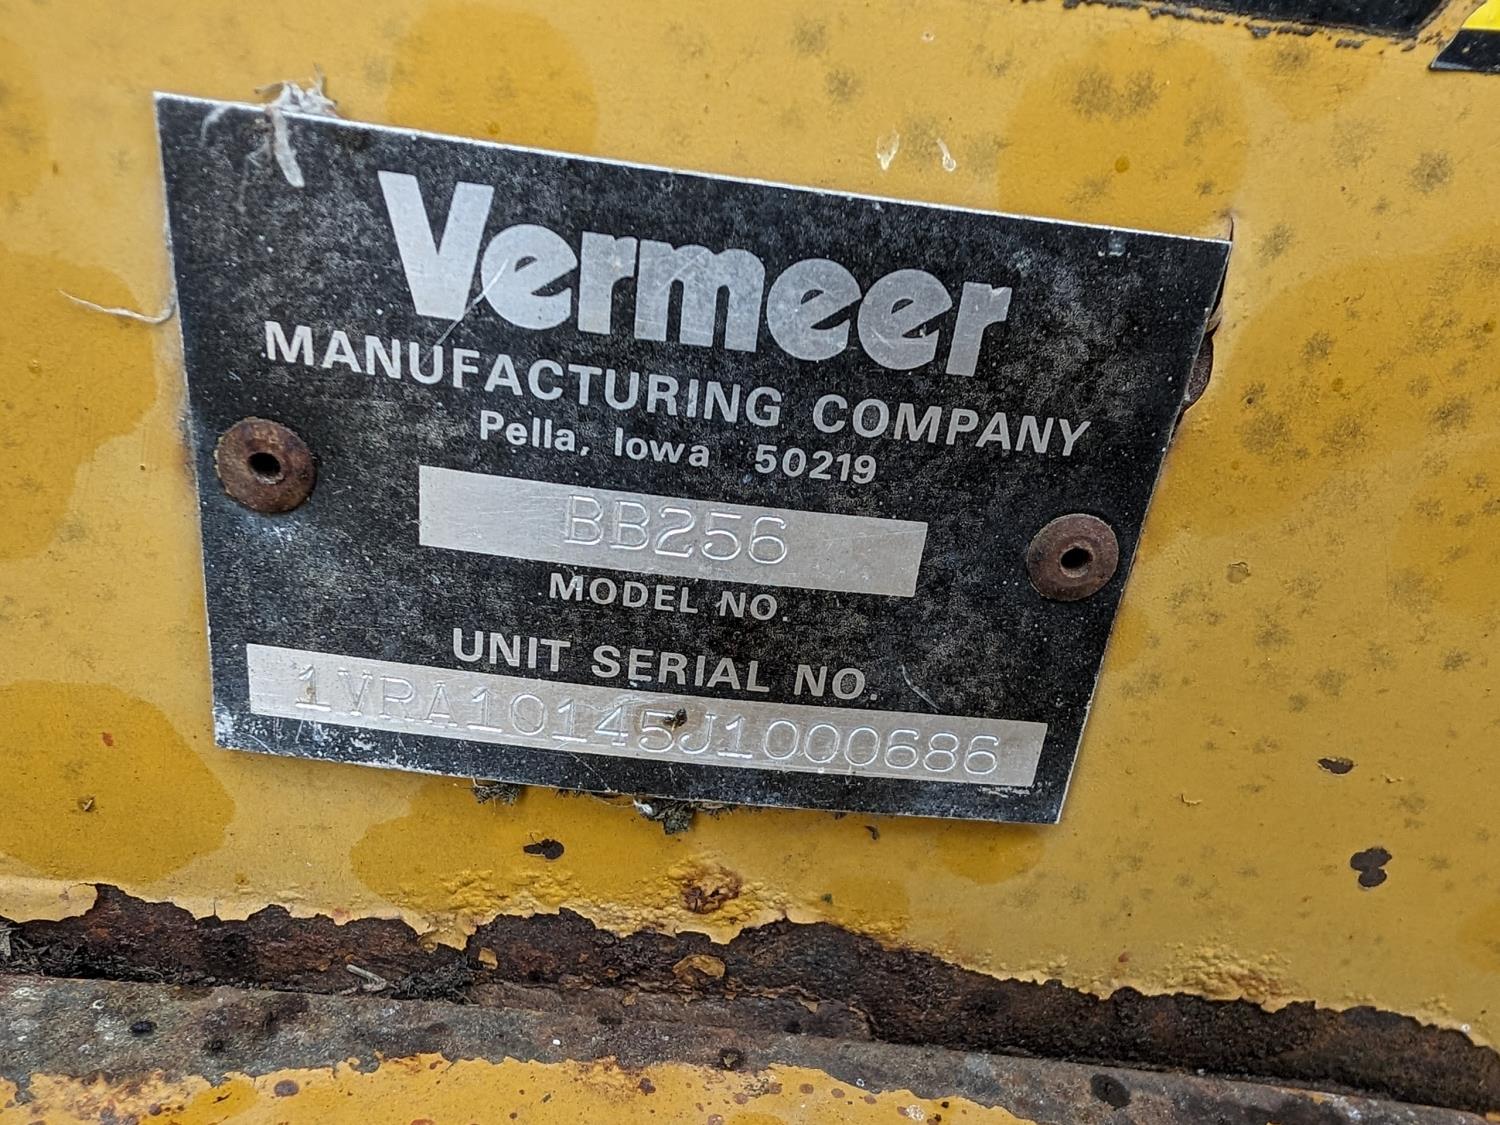 Vermeer
MANUFACTURING COMPANY
Pella, Iowa 50219
BB256
MODEL NO.
UNIT SERIAL NO.
1VRA10145J1000686